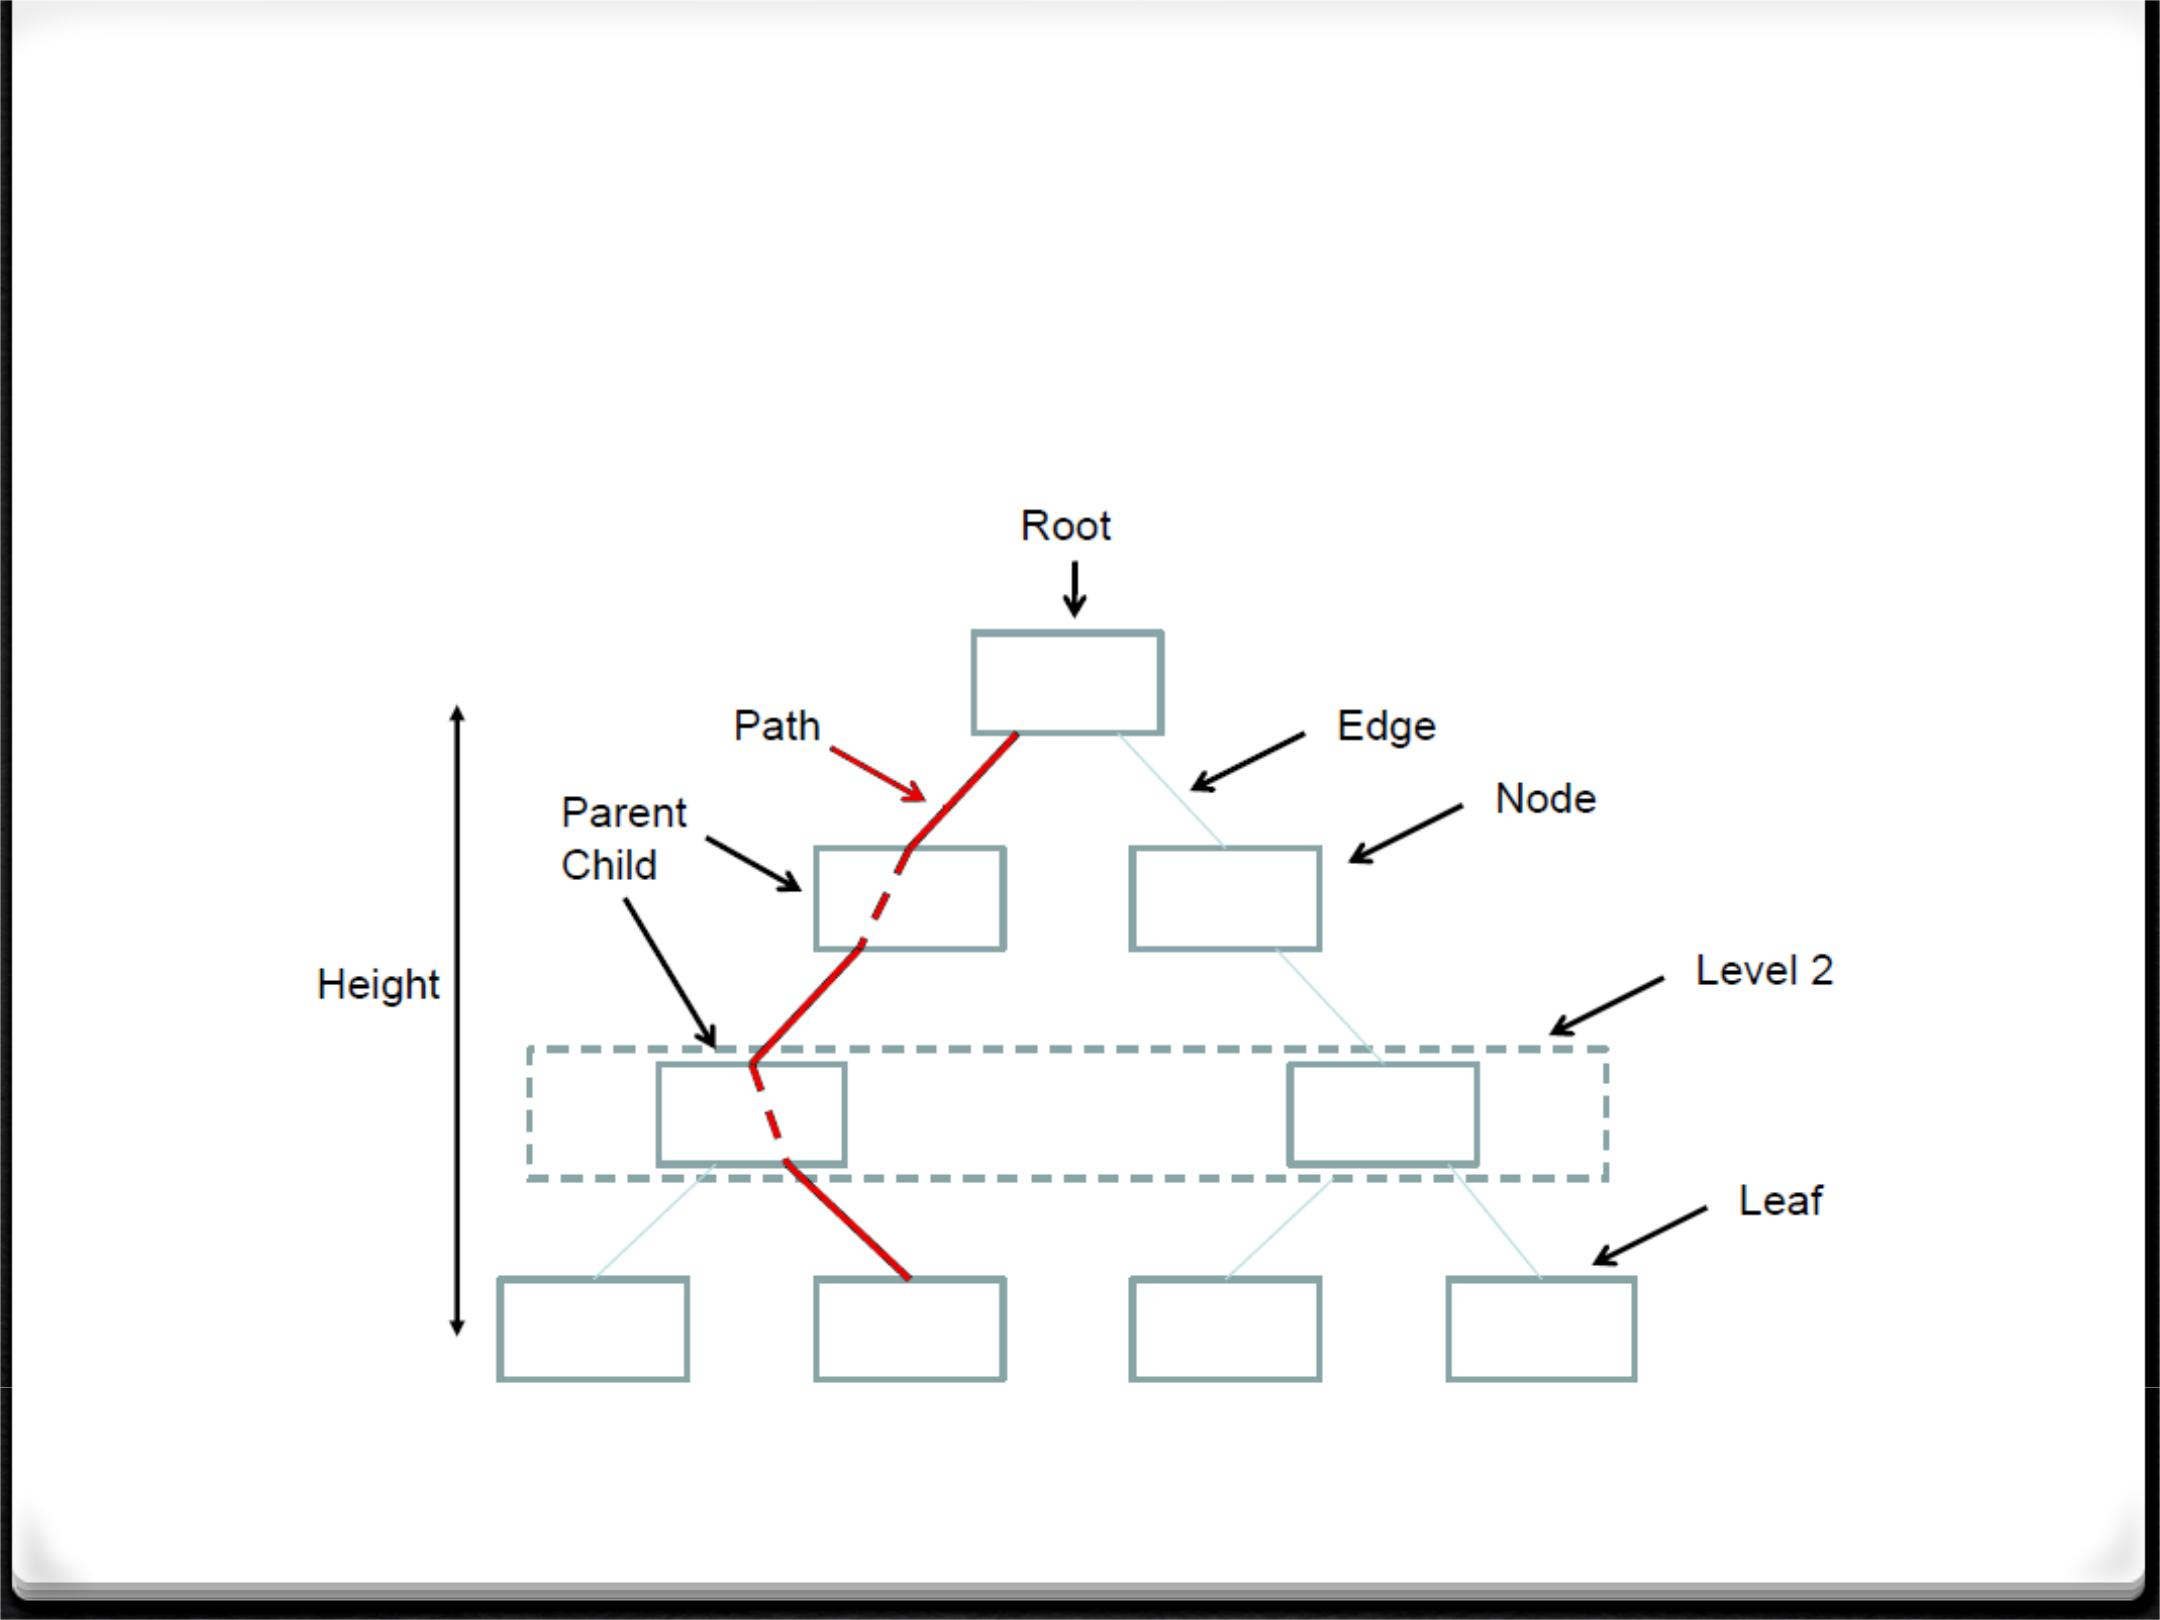 Root
Path
Edge
Node
Parent
Child
Level 2
Height
Leaf